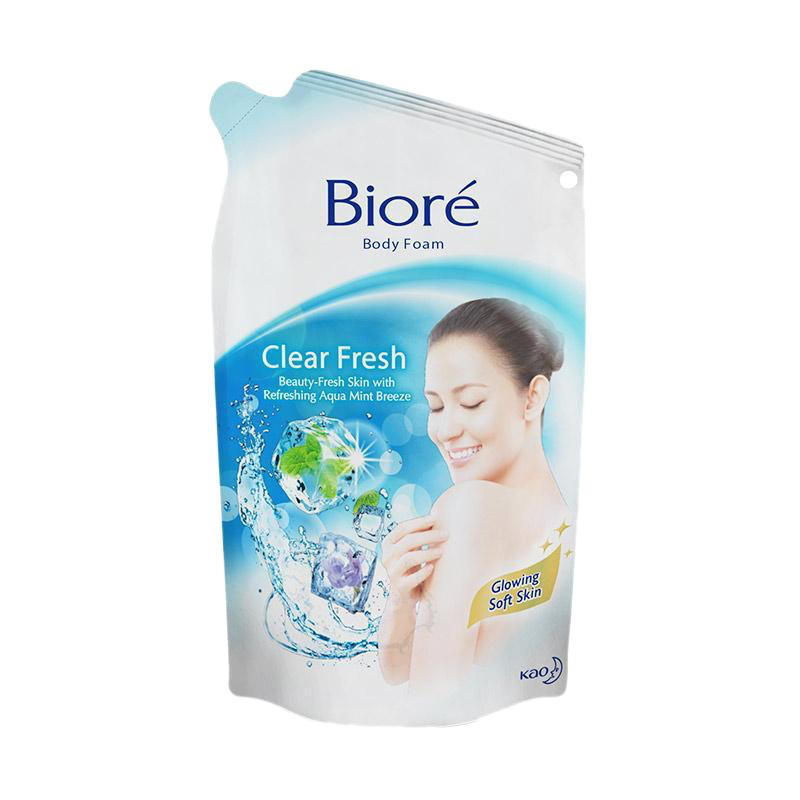 Bioré
Body Foam
Clear Fresh
Beauty-Fresh Skin with
Refreshing Aqua Mint Breeze
Glowing
Soft Skin
Kao